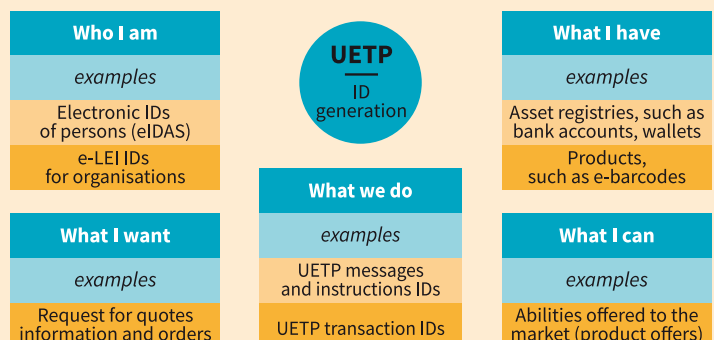 Who I am
examples
Electronic IDs
of persons (eIDAS)
e-LEI IDs
for organisations
UETP
ID
generation
What I have
examples
Asset registries, such as
bank accounts, wallets
Products,
such as e-barcodes
What I want
examples
Request for quotes
information and orders
What we do
examples
UETP messages
and instructions IDs
UETP transaction IDs
What I can
examples
Abilities offered to the
market (product offers)